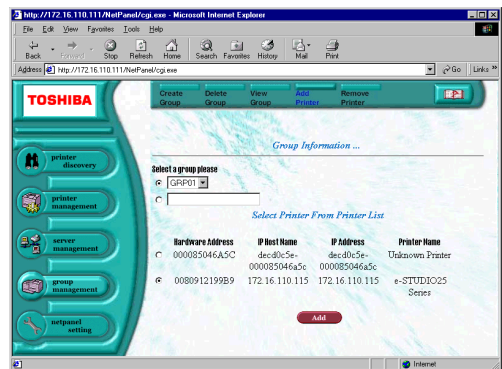 http://172.16.110.111/NetPanel/cgi.exe - Microsoft Internet Explorer
File Edit View Favorites Tools Help
Back Forward Stop Refresh Home Search Favorites History Mail Print
Address http://172.16.110.111/NetPanel/cgi.exe Go Links »
TOSHIBA
Create Group
Delete Group
View Group
Add Printer
Remove Printer
printer discovery
printer management
server management
group management
netpanel setting
Group Information ...
Select a group please
GRP01
Select Printer From Printer List
Hardware Address IP Host Name IP Address Printer Name
000085046A5C decd0c5e-000085046a5c decd0c5e-000085046a5c Unknown Printer
0080912199B9 172.16.110.115 172.16.110.115 e-STUDIO25 Series
Add
Internet